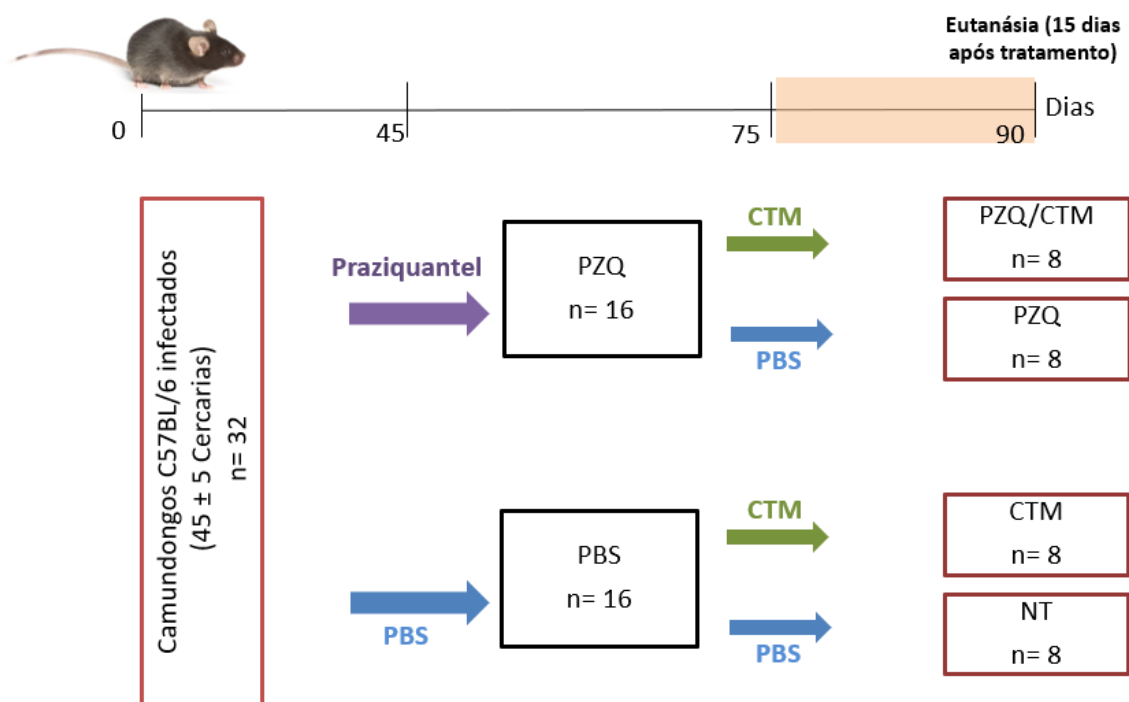 Eutanásia (15 dias
após tratamento)
0
45
75
90
Dias
Camundongos C57BL/6 infectados
(45 ± 5 Cercarias)
n= 32
Praziquantel
PZQ
n= 16
CTM
PBS
PZQ/CTM
n= 8
PZQ
n= 8
PBS
PBS
n= 16
CTM
PBS
CTM
n= 8
NT
n= 8